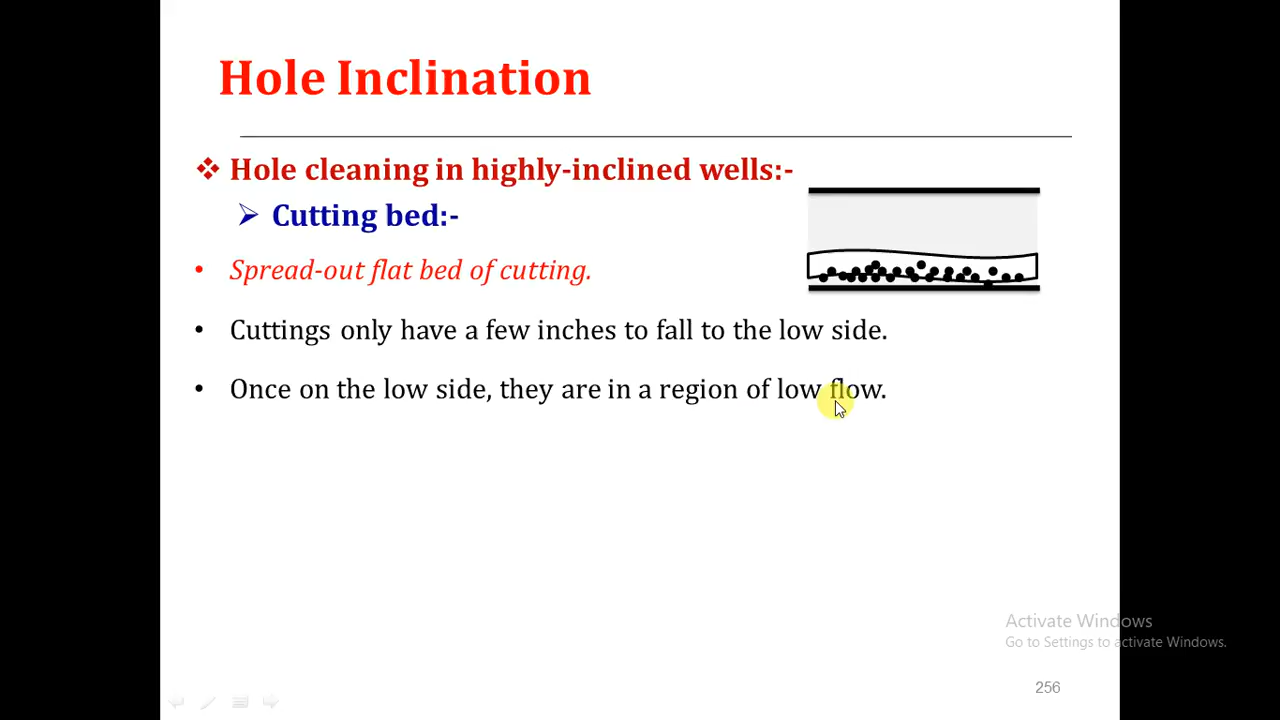 Hole Inclination
❖ Hole cleaning in highly-inclined wells:-
➢ Cutting bed:-
• Spread-out flat bed of cutting.
• Cuttings only have a few inches to fall to the low side.
• Once on the low side, they are in a region of low flow.
Activate Windows
Go to Settings to activate Windows.
256